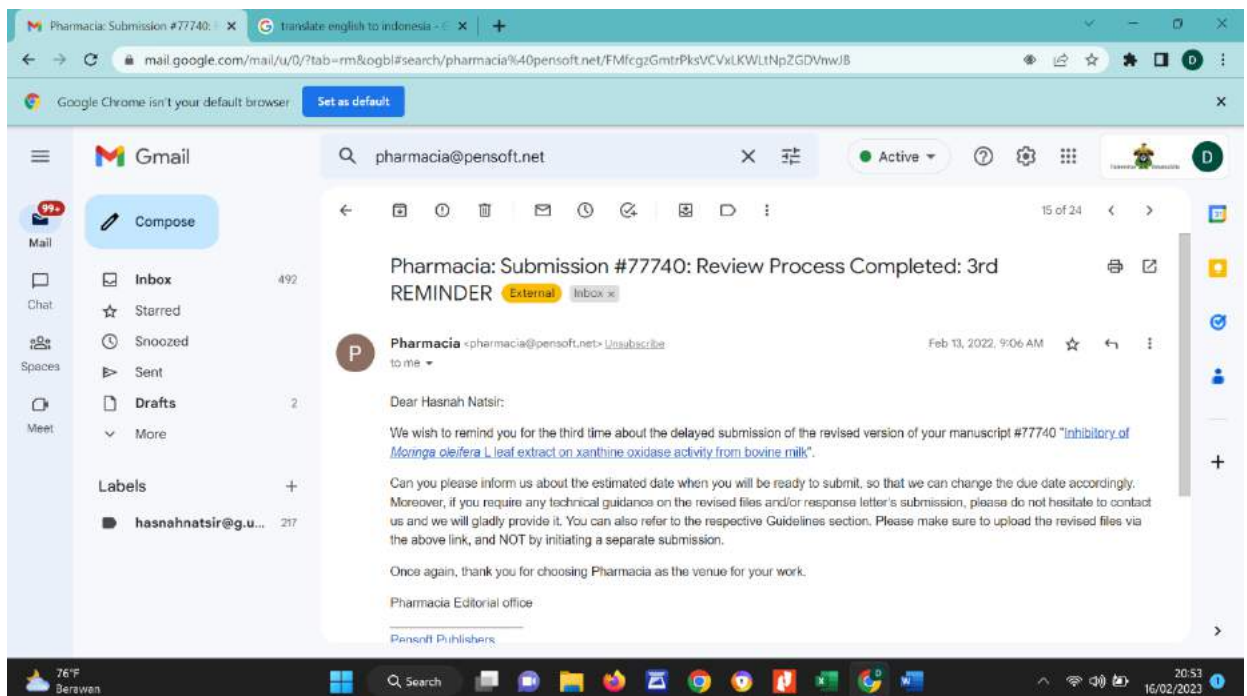 Pharmacia: Submission #77740:
translate english to indonesia - G
mail.google.com/mail/u/0/?tab=rm&ogbl#search/pharmacia%40pensoft.net/FMfcgzGmtrPksVCVxLKWLtNpZGDVnwJB
D
Google Chrome isn't your default browser
Set as default
Gmail
pharmacia@pensoft.net
Active
D
99+
Mail
Compose
15 of 24
Chat
Spaces
Meet
Inbox 492
Starred
Snoozed
Sent
Drafts 2
More
Labels
hasnahnatsir@g.u... 217
Pharmacia: Submission #77740: Review Process Completed: 3rd
REMINDER External Inbox x
P
Pharmacia <pharmacia@pensoft.net> Unsubscribe Feb 13, 2022, 9:06 AM
to me
Dear Hasnah Natsir:
We wish to remind you for the third time about the delayed submission of the revised version of your manuscript #77740 "Inhibitory of
Moringa oleifera L leaf extract on xanthine oxidase activity from bovine milk".
Can you please inform us about the estimated date when you will be ready to submit, so that we can change the due date accordingly.
Moreover, if you require any technical guidance on the revised files and/or response letter's submission, please do not hesitate to contact
us and we will gladly provide it. You can also refer to the respective Guidelines section. Please make sure to upload the revised files via
the above link, and NOT by initiating a separate submission.
Once again, thank you for choosing Pharmacia as the venue for your work.
Pharmacia Editorial office
Pensoft Publishers
76°F
Berawan
Search
20:53
16/02/2023
1